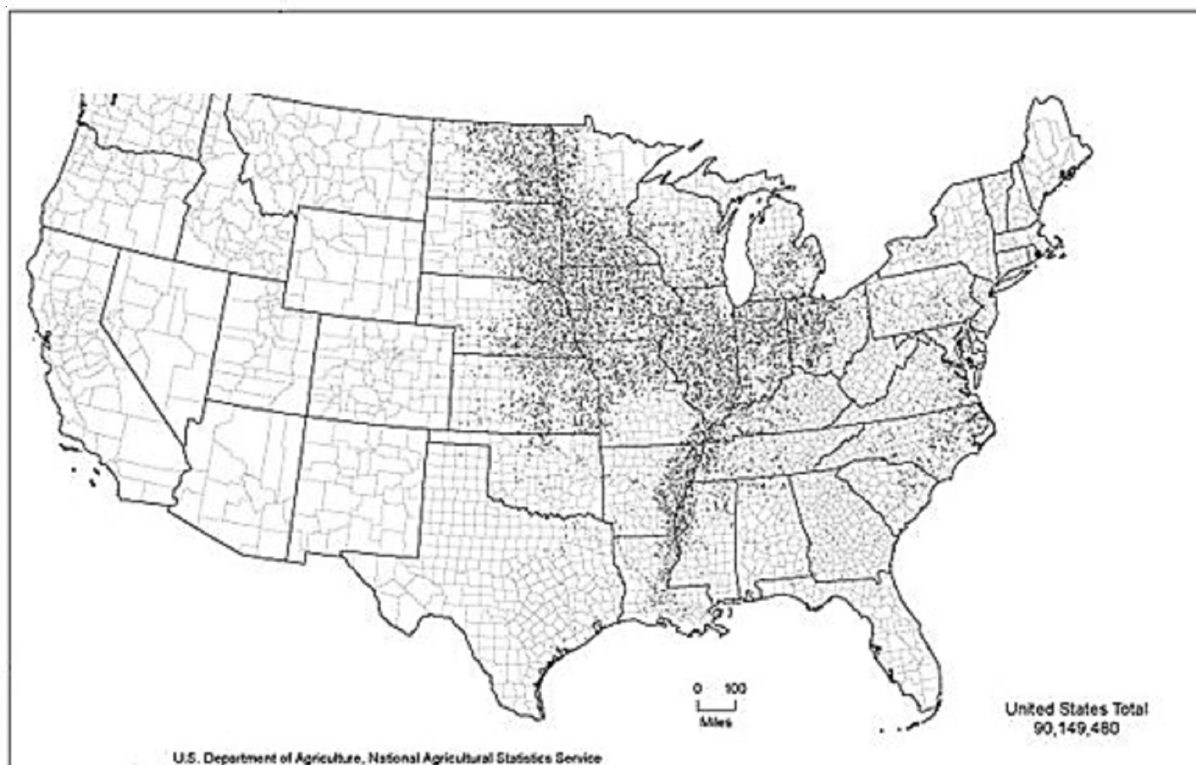 0 100
Miles
United States Total
90,149,480
U.S. Department of Agriculture, National Agricultural Statistics Service